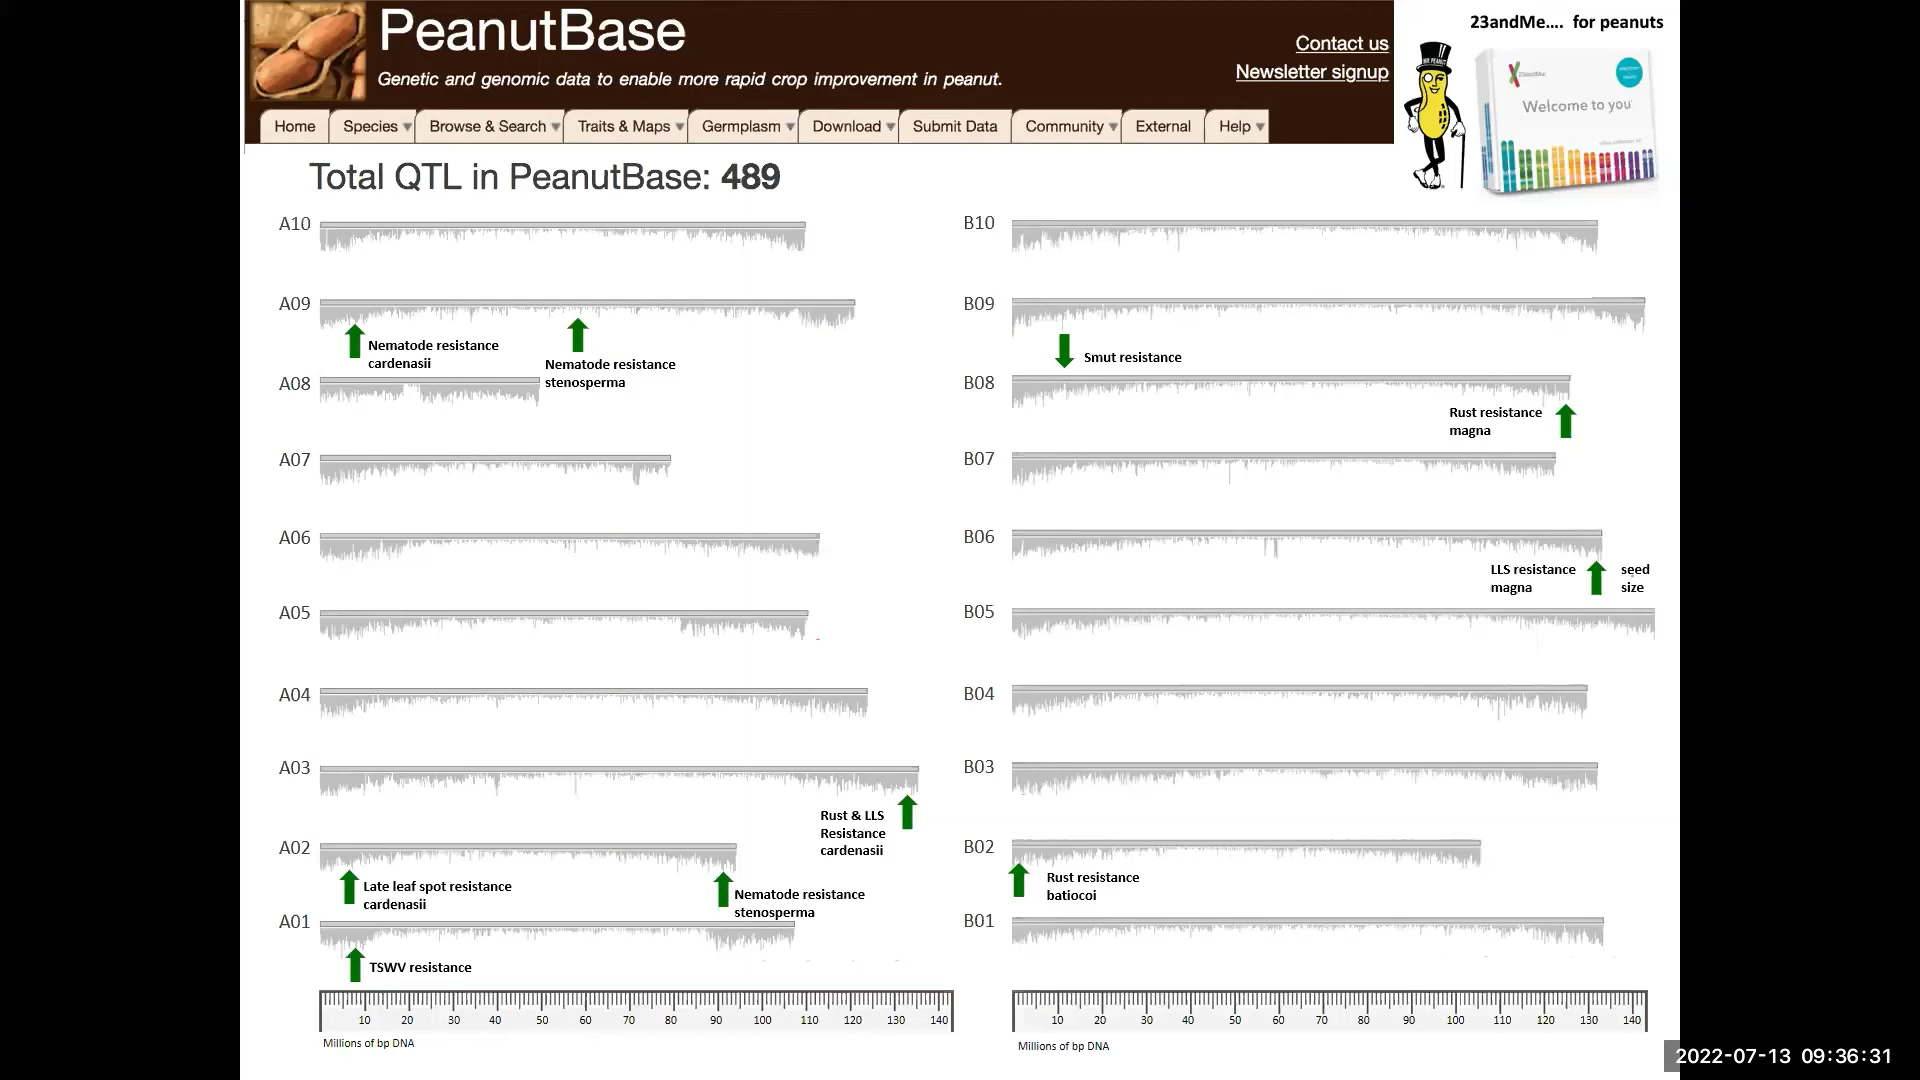 PeanutBase
Genetic and genomic data to enable more rapid crop improvement in peanut.
Contact us
Newsletter signup
23andMe.... for peanuts
MR. PEANUT
23andMe
Welcome to you
Home Species Browse & Search Traits & Maps Germplasm Download Submit Data Community External Help
Total QTL in PeanutBase: 489
A10
A09
Nematode resistance
cardenasii
Nematode resistance
stenosperma
A08
A07
A06
A05
A04
A03
Rust & LLS
Resistance
cardenasii
A02
Late leaf spot resistance
cardenasii
Nematode resistance
stenosperma
A01
TSWV resistance
10 20 30 40 50 60 70 80 90 100 110 120 130 140
Millions of bp DNA
B10
B09
Smut resistance
B08
Rust resistance
magna
B07
B06
LLS resistance
magna
seed
size
B05
B04
B03
B02
Rust resistance
batiocoi
B01
10 20 30 40 50 60 70 80 90 100 110 120 130 140
Millions of bp DNA
2022-07-13 09:36:31